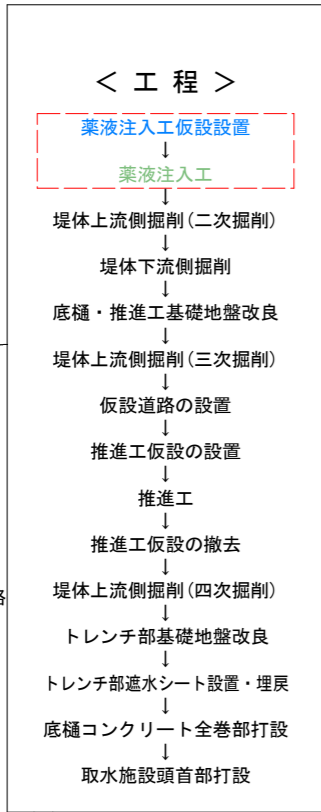 ＜ 工 程 ＞
薬液注入工仮設設置
↓
薬液注入工
↓
堤体上流側掘削(二次掘削)
↓
堤体下流側掘削
↓
底樋・推進工基礎地盤改良
↓
堤体上流側掘削(三次掘削)
↓
仮設道路の設置
↓
推進工仮設の設置
↓
推進工
↓
推進工仮設の撤去
↓
堤体上流側掘削(四次掘削)
↓
トレンチ部基礎地盤改良
↓
トレンチ部遮水シート設置・埋戻
↓
底樋コンクリート全巻部打設
↓
取水施設頭首部打設